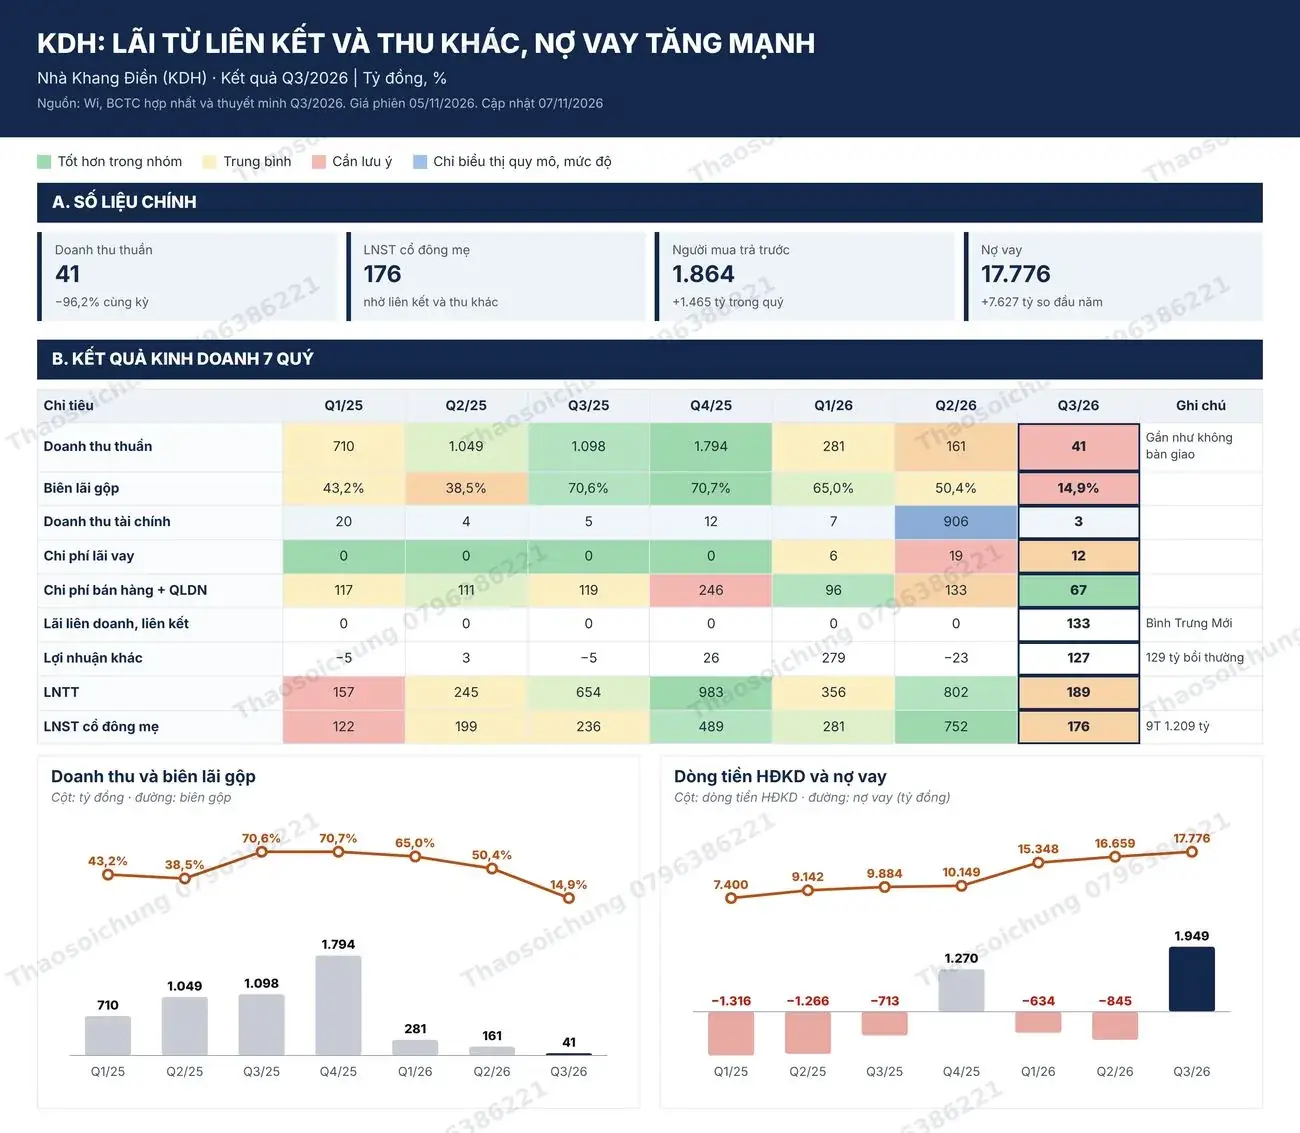 KDH: LÃI TỪ LIÊN KẾT VÀ THU KHÁC, NỢ VAY TĂNG MẠNH
Nhà Khang Điền (KDH) · Kết quả Q3/2026 | Tỷ đồng, %
Nguồn: Wi, BCTC hợp nhất và thuyết minh Q3/2026. Giá phiên 05/11/2026. Cập nhật 07/11/2026
Tốt hơn trong nhóm Trung bình Cần lưu ý Chỉ biểu thị quy mô, mức độ
A. SỐ LIỆU CHÍNH
Doanh thu thuần LNST cổ đông mẹ Người mua trả trước Nợ vay
41 176 1.864 17.776
−96,2% cùng kỳ nhờ liên kết và thu khác +1.465 tỷ trong quý +7.627 tỷ so đầu năm
B. KẾT QUẢ KINH DOANH 7 QUÝ
Chỉ tiêu Q1/25 Q2/25 Q3/25 Q4/25 Q1/26 Q2/26 Q3/26 Ghi chú
Doanh thu thuần 710 1.049 1.098 1.794 281 161 41 Gần như không
bàn giao
Biên lãi gộp 43,2% 38,5% 70,6% 70,7% 65,0% 50,4% 14,9%
Doanh thu tài chính 20 4 5 12 7 906 3
Chi phí lãi vay 0 0 0 0 6 19 12
Chi phí bán hàng + QLDN 117 111 119 246 96 133 67
Lãi liên doanh, liên kết 0 0 0 0 0 0 133 Bình Trưng Mới
Lợi nhuận khác −5 3 −5 26 279 −23 127 129 tỷ bồi thường
LNTT 157 245 654 983 356 802 189
LNST cổ đông mẹ 122 199 236 489 281 752 176 9T 1.209 tỷ
Doanh thu và biên lãi gộp
Cột: tỷ đồng · đường: biên gộp
43,2% 38,5% 70,6% 70,7% 65,0% 50,4% 14,9%
710 1.049 1.098 1.794 281 161 41
Q1/25 Q2/25 Q3/25 Q4/25 Q1/26 Q2/26 Q3/26
Dòng tiền HĐKD và nợ vay
Cột: dòng tiền HĐKD · đường: nợ vay (tỷ đồng)
7.400 9.142 9.884 10.149 15.348 16.659 17.776
−1.316 −1.266 −713 1.270 −634 −845 1.949
Q1/25 Q2/25 Q3/25 Q4/25 Q1/26 Q2/26 Q3/26
Thaosoichung 0796386221